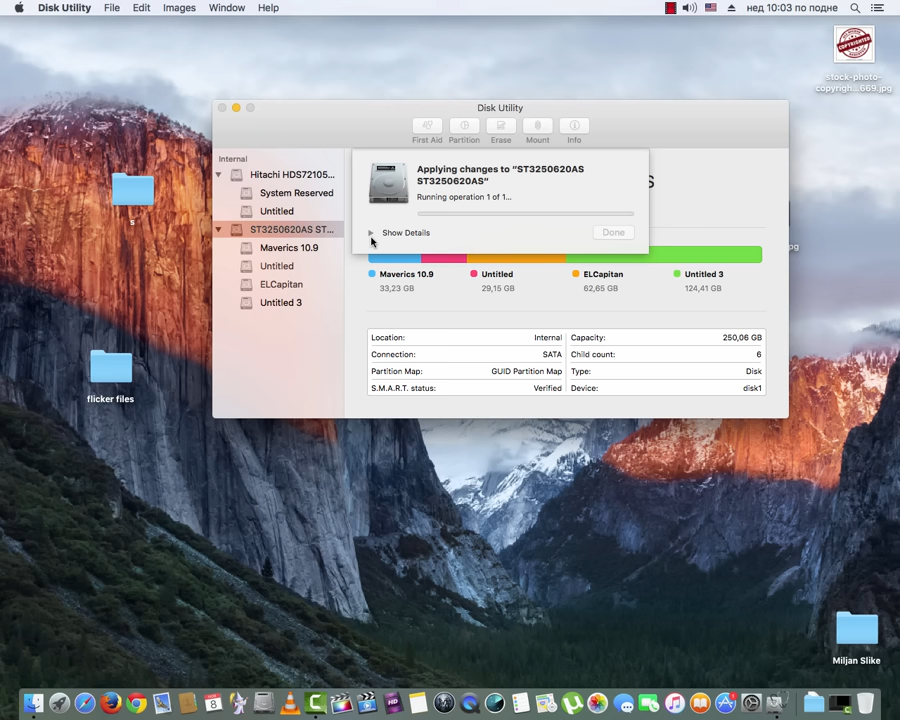 Disk Utility File Edit Images Window Help нед 10:03 по подне
COPYRIGHTED
stock-photo-
copyrigh...669.jpg
s
flicker files
Miljan Slike
Disk Utility
First Aid Partition Erase Mount Info
Internal
Hitachi HDS72105...
System Reserved
Untitled
ST3250620AS ST...
Maverics 10.9
Untitled
ELCapitan
Untitled 3
Applying changes to “ST3250620AS
ST3250620AS”
Running operation 1 of 1...
Show Details Done
S
pg
Maverics 10.9 Untitled ELCapitan Untitled 3
33,23 GB 29,15 GB 62,65 GB 124,41 GB
Location: Internal Capacity: 250,06 GB
Connection: SATA Child count: 6
Partition Map: GUID Partition Map Type: Disk
S.M.A.R.T. status: Verified Device: disk1
8
HD